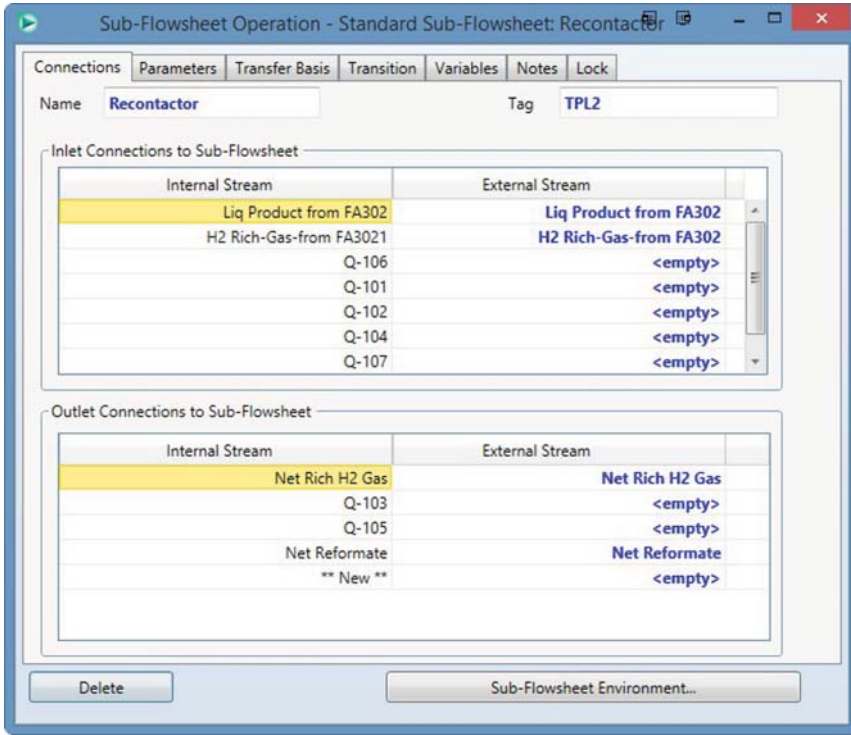 Sub-Flowsheet Operation - Standard Sub-Flowsheet: Recontactor
Connections Parameters Transfer Basis Transition Variables Notes Lock
Name Recontactor Tag TPL2
Inlet Connections to Sub-Flowsheet
Internal Stream External Stream
Liq Product from FA302 Liq Product from FA302
H2 Rich-Gas-from FA3021 H2 Rich-Gas-from FA302
Q-106 <empty>
Q-101 <empty>
Q-102 <empty>
Q-104 <empty>
Q-107 <empty>
Outlet Connections to Sub-Flowsheet
Internal Stream External Stream
Net Rich H2 Gas Net Rich H2 Gas
Q-103 <empty>
Q-105 <empty>
Net Reformate Net Reformate
** New ** <empty>
Delete Sub-Flowsheet Environment...